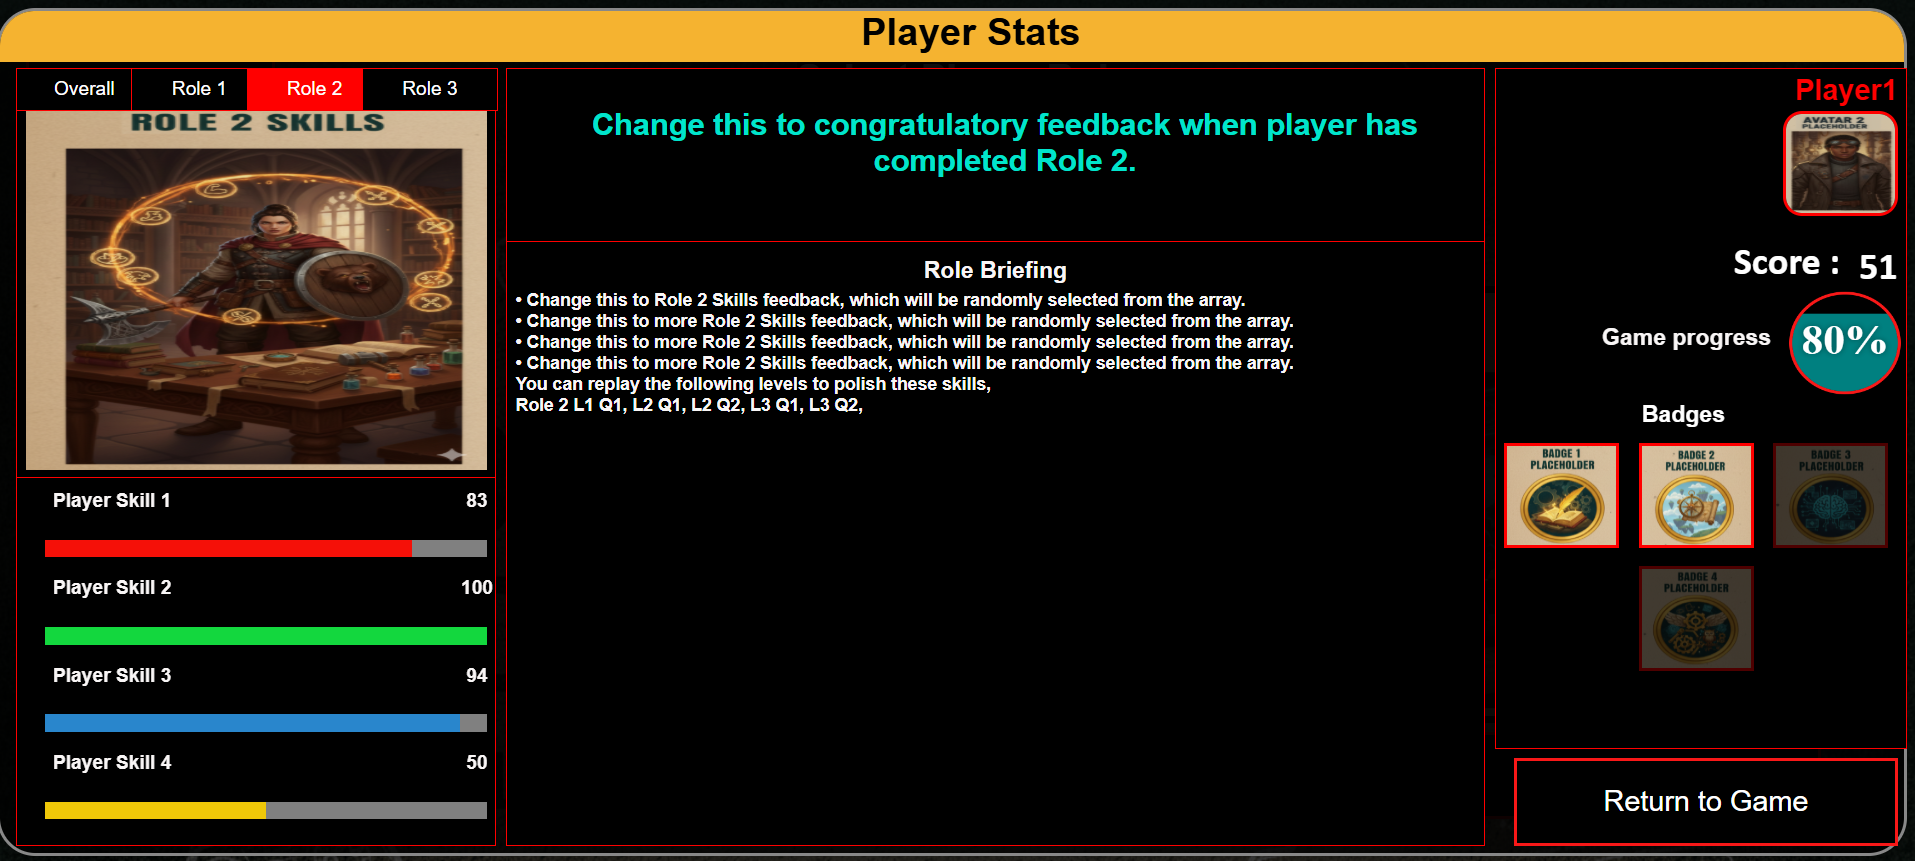 Player Stats
Overall
Role 1
Role 2
Role 3
ROLE 2 SKILLS
Player Skill 1
83
Player Skill 2
100
Player Skill 3
94
Player Skill 4
50
Change this to congratulatory feedback when player has
completed Role 2.
Role Briefing
• Change this to Role 2 Skills feedback, which will be randomly selected from the array.
• Change this to more Role 2 Skills feedback, which will be randomly selected from the array.
• Change this to more Role 2 Skills feedback, which will be randomly selected from the array.
• Change this to more Role 2 Skills feedback, which will be randomly selected from the array.
You can replay the following levels to polish these skills,
Role 2 L1 Q1, L2 Q1, L2 Q2, L3 Q1, L3 Q2,
Player1
AVATAR 2
PLACEHOLDER
Score : 51
Game progress
80%
Badges
BADGE 1
PLACEHOLDER
BADGE 2
PLACEHOLDER
BADGE 3
PLACEHOLDER
BADGE 4
PLACEHOLDER
Return to Game